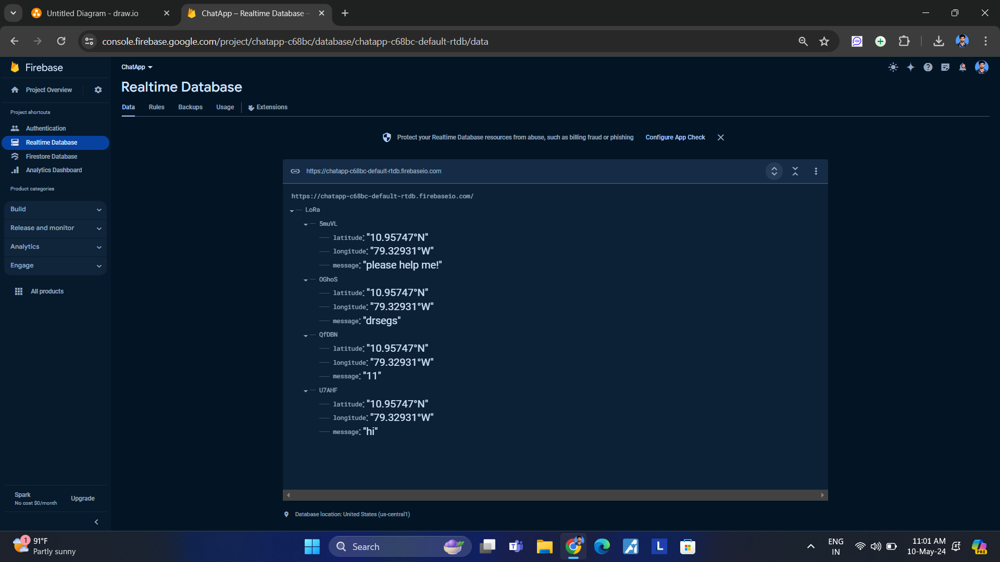 Untitled Diagram - draw.io
ChatApp – Realtime Database –
console.firebase.google.com/project/chatapp-c68bc/database/chatapp-c68bc-default-rtdb/data
Firebase
ChatApp
Project Overview
Realtime Database
Data Rules Backups Usage Extensions
Project shortcuts
Authentication
Realtime Database
Firestore Database
Analytics Dashboard
Product categories
Build
Release and monitor
Analytics
Engage
All products
Protect your Realtime Database resources from abuse, such as billing fraud or phishing Configure App Check
https://chatapp-c68bc-default-rtdb.firebaseio.com
https://chatapp-c68bc-default-rtdb.firebaseio.com/
LoRa
5muVL
latitude: "10.95747°N"
longitude: "79.32931°W"
message: "please help me!"
OGhoS
latitude: "10.95747°N"
longitude: "79.32931°W"
message: "drsegs"
QfDBN
latitude: "10.95747°N"
longitude: "79.32931°W"
message: "11"
U7AHF
latitude: "10.95747°N"
longitude: "79.32931°W"
message: "hi"
Spark
No cost $0/month
Upgrade
Database location: United States (us-central1)
1
91°F
Partly sunny
Search
L
ENG
IN
11:01 AM
10-May-24
PRE